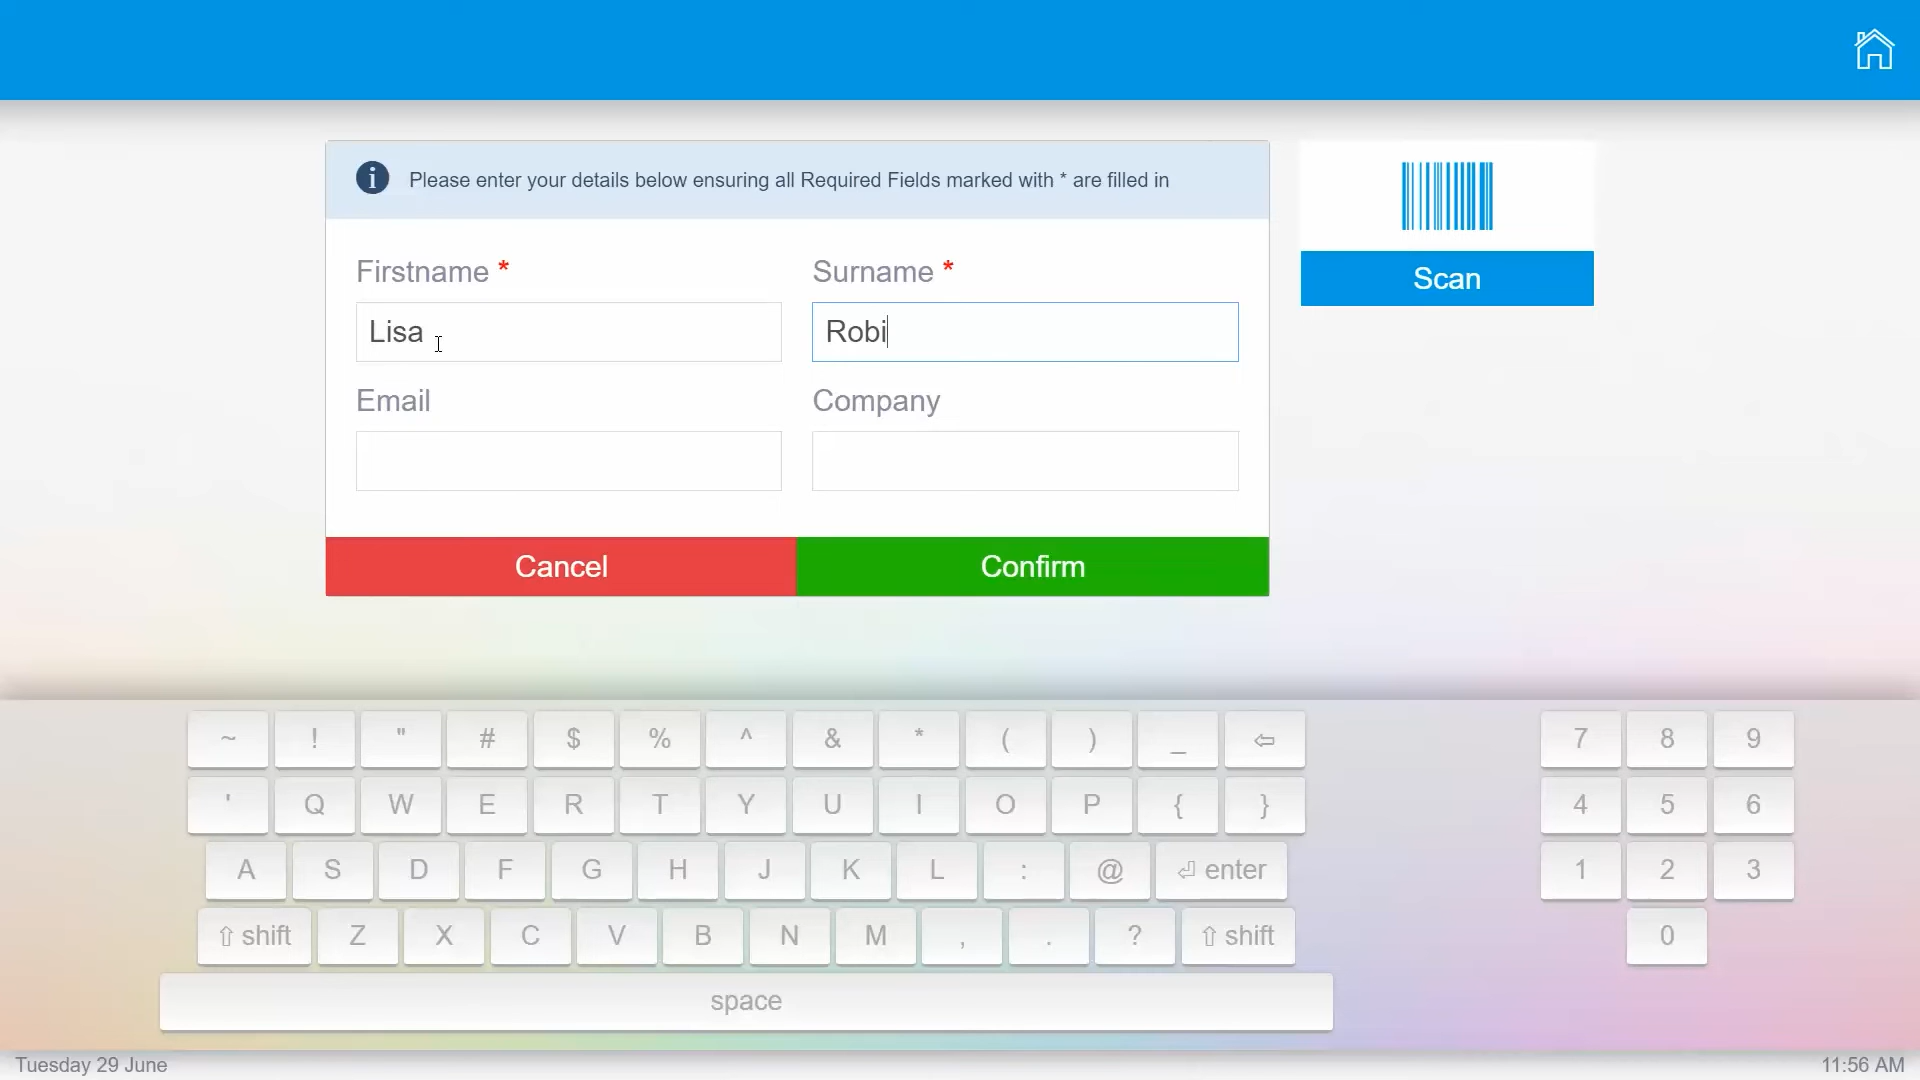 Please enter your details below ensuring all Required Fields marked with * are filled in
Firstname * Surname *
Lisa Robi
Email Company
Cancel Confirm
Scan
~ ! " # $ % ^ & * ( ) _ ⇦ 7 8 9
' Q W E R T Y U I O P { } 4 5 6
A S D F G H J K L : @ ⏎ enter 1 2 3
⇧ shift Z X C V B N M , . ? ⇧ shift 0
space
Tuesday 29 June 11:56 AM